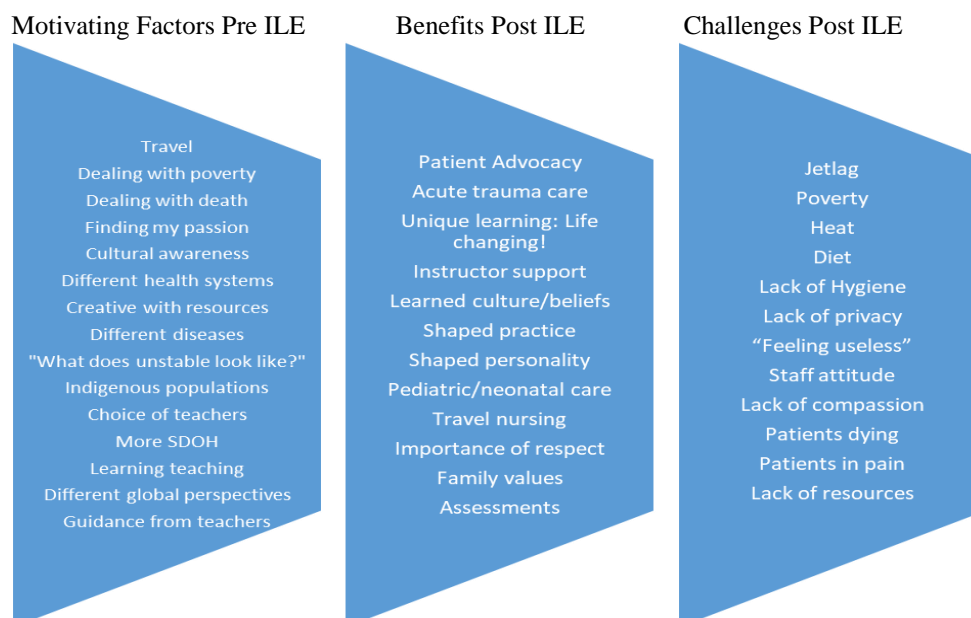 Motivating Factors Pre ILE
Travel
Dealing with poverty
Dealing with death
Finding my passion
Cultural awareness
Different health systems
Creative with resources
Different diseases
"What does unstable look like?"
Indigenous populations
Choice of teachers
More SDOH
Learning teaching
Different global perspectives
Guidance from teachers
Benefits Post ILE
Patient Advocacy
Acute trauma care
Unique learning: Life
changing!
Instructor support
Learned culture/beliefs
Shaped practice
Shaped personality
Pediatric/neonatal care
Travel nursing
Importance of respect
Family values
Assessments
Challenges Post ILE
Jetlag
Poverty
Heat
Diet
Lack of Hygiene
Lack of privacy
“Feeling useless”
Staff attitude
Lack of compassion
Patients dying
Patients in pain
Lack of resources